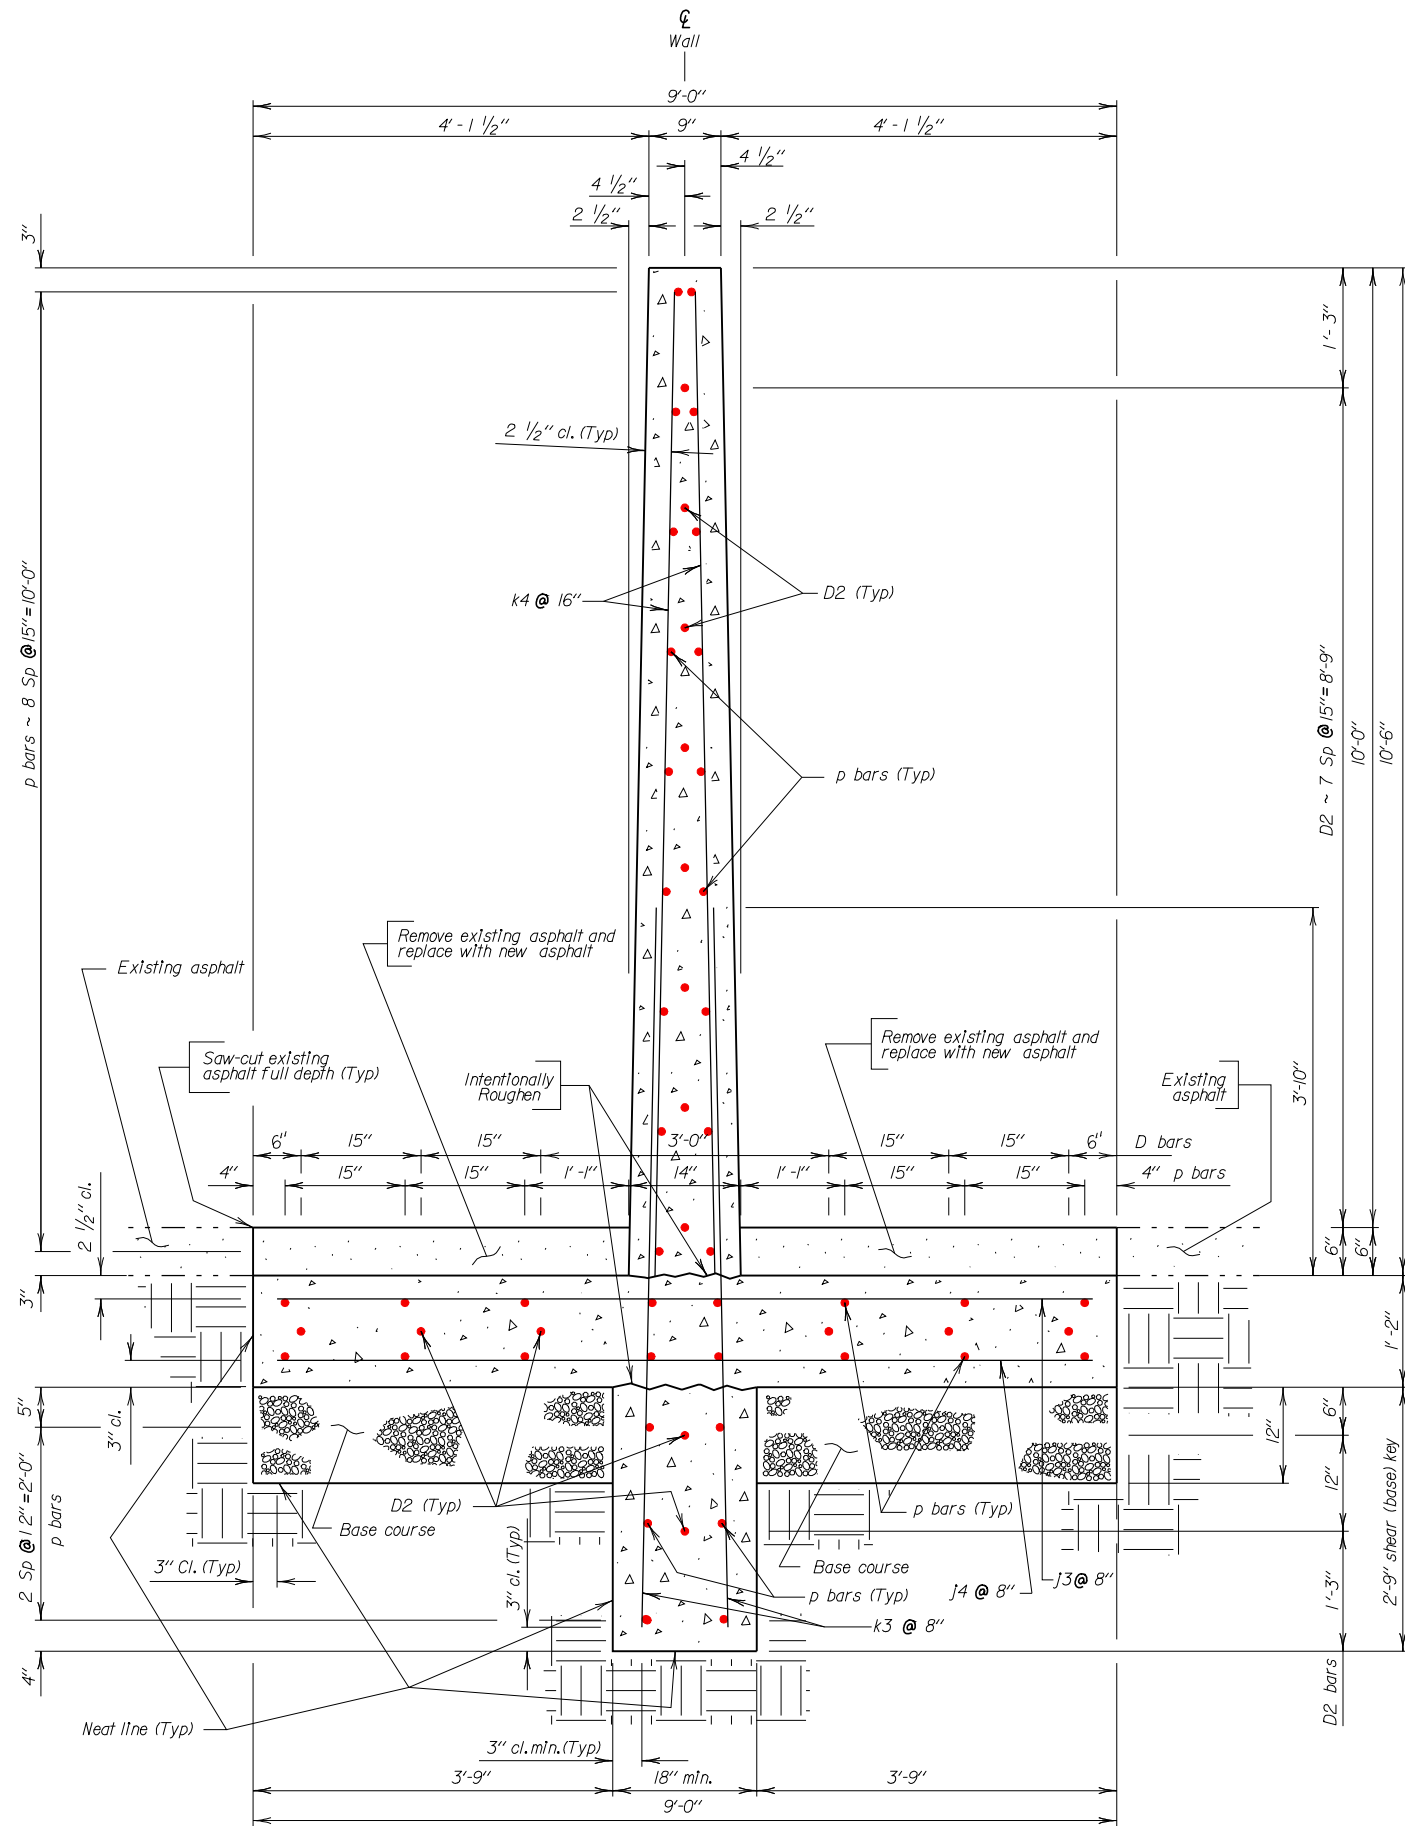 ℄
Wall
9'-0"
4'-1 1/2"
9"
4'-1 1/2"
4 1/2"
4 1/2"
2 1/2"
2 1/2"
3"
1'-3"
2 1/2" cl. (Typ)
k4 @ 16"
D2 (Typ)
p bars ~ 8 Sp @ 15" = 10'-0"
D2 ~ 7 Sp @ 15" = 8'-9"
10'-0"
10'-6"
p bars (Typ)
Remove existing asphalt and
replace with new asphalt
Existing asphalt
Saw-cut existing
asphalt full depth (Typ)
Intentionally
Roughen
Remove existing asphalt and
replace with new asphalt
Existing
asphalt
3'-10"
6"
15"
15"
3'-0"
15"
15"
6"
D bars
4"
15"
15"
1'-1"
14"
1'-1"
15"
15"
4" p bars
2 1/2" cl.
6"
6"
3"
1'-2"
5"
3" cl.
12"
6"
12"
2 Sp @ 12" = 2'-0"
p bars
D2 (Typ)
Base course
p bars (Typ)
Base course
3" Cl. (Typ)
3" cl. (Typ)
p bars (Typ)
j4 @ 8"
j3 @ 8"
k3 @ 8"
1'-3"
2'-9" shear (base) key
4"
D2 bars
Neat line (Typ)
3" cl. min. (Typ)
3'-9"
18" min.
3'-9"
9'-0"